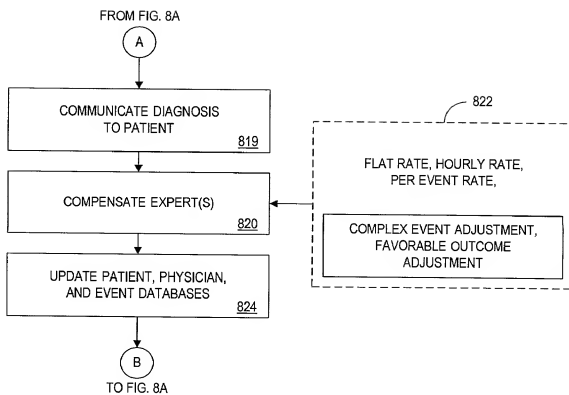 FROM FIG. 8A
A
COMMUNICATE DIAGNOSIS
TO PATIENT
819
COMPENSATE EXPERT(S)
820
UPDATE PATIENT, PHYSICIAN,
AND EVENT DATABASES
824
B
TO FIG. 8A
822
FLAT RATE, HOURLY RATE,
PER EVENT RATE,
COMPLEX EVENT ADJUSTMENT,
FAVORABLE OUTCOME
ADJUSTMENT